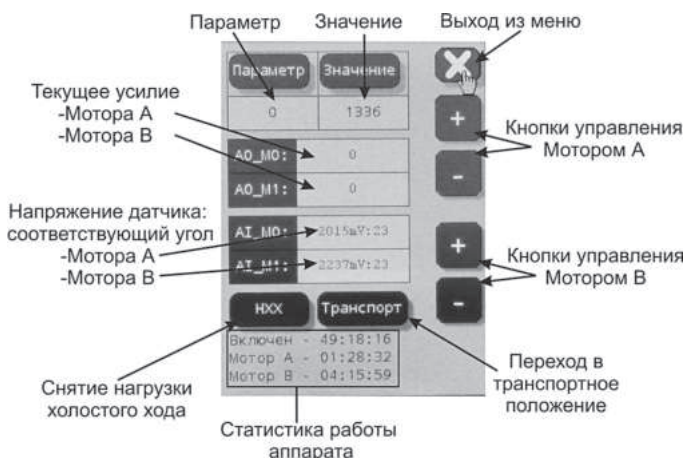 Параметр
Значение
Выход из меню
Параметр
Значение
0
1336
Текущее усилие
-Мотора А
-Мотора В
Кнопки управления
Мотором А
A0_M0:
0
A0_M1:
0
Напряжение датчика:
соответствующий угол
-Мотора А
-Мотора В
AI_M0:
2015mV:23
AI_M1:
2237mV:23
+
-
+
-
Кнопки управления
Мотором В
НХХ
Транспорт
Включен - 49:18:16
Мотор А - 01:28:32
Мотор В - 04:15:59
Снятие нагрузки
холостого хода
Переход в
транспортное
положение
Статистика работы
аппарата